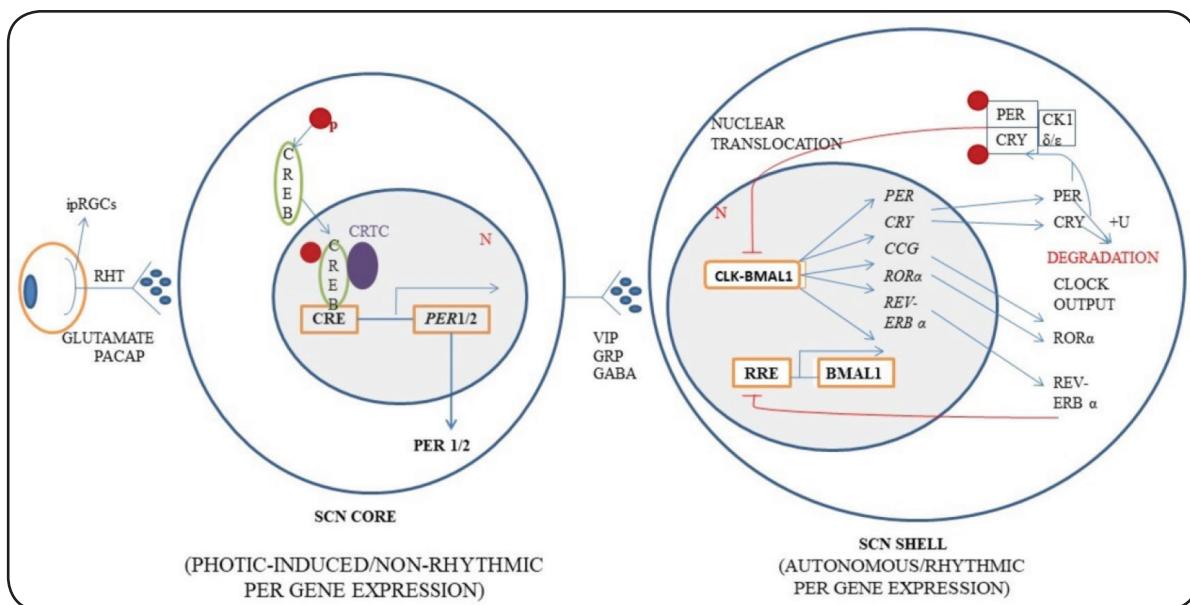 ipRGCs
RHT
GLUTAMATE
PACAP
p
C
R
E
B
N
CRTC
C
R
E
B
CRE
PER1/2
PER 1/2
SCN CORE
(PHOTIC-INDUCED/NON-RHYTHMIC
PER GENE EXPRESSION)
VIP
GRP
GABA
NUCLEAR
TRANSLOCATION
PER
CRY
CK1
δ/ε
N
CLK-BMAL1
PER
CRY
CCG
RORα
REV-
ERB α
RRE
BMAL1
PER
CRY
+U
DEGRADATION
CLOCK
OUTPUT
RORα
REV-
ERB α
SCN SHELL
(AUTONOMOUS/RHYTHMIC
PER GENE EXPRESSION)